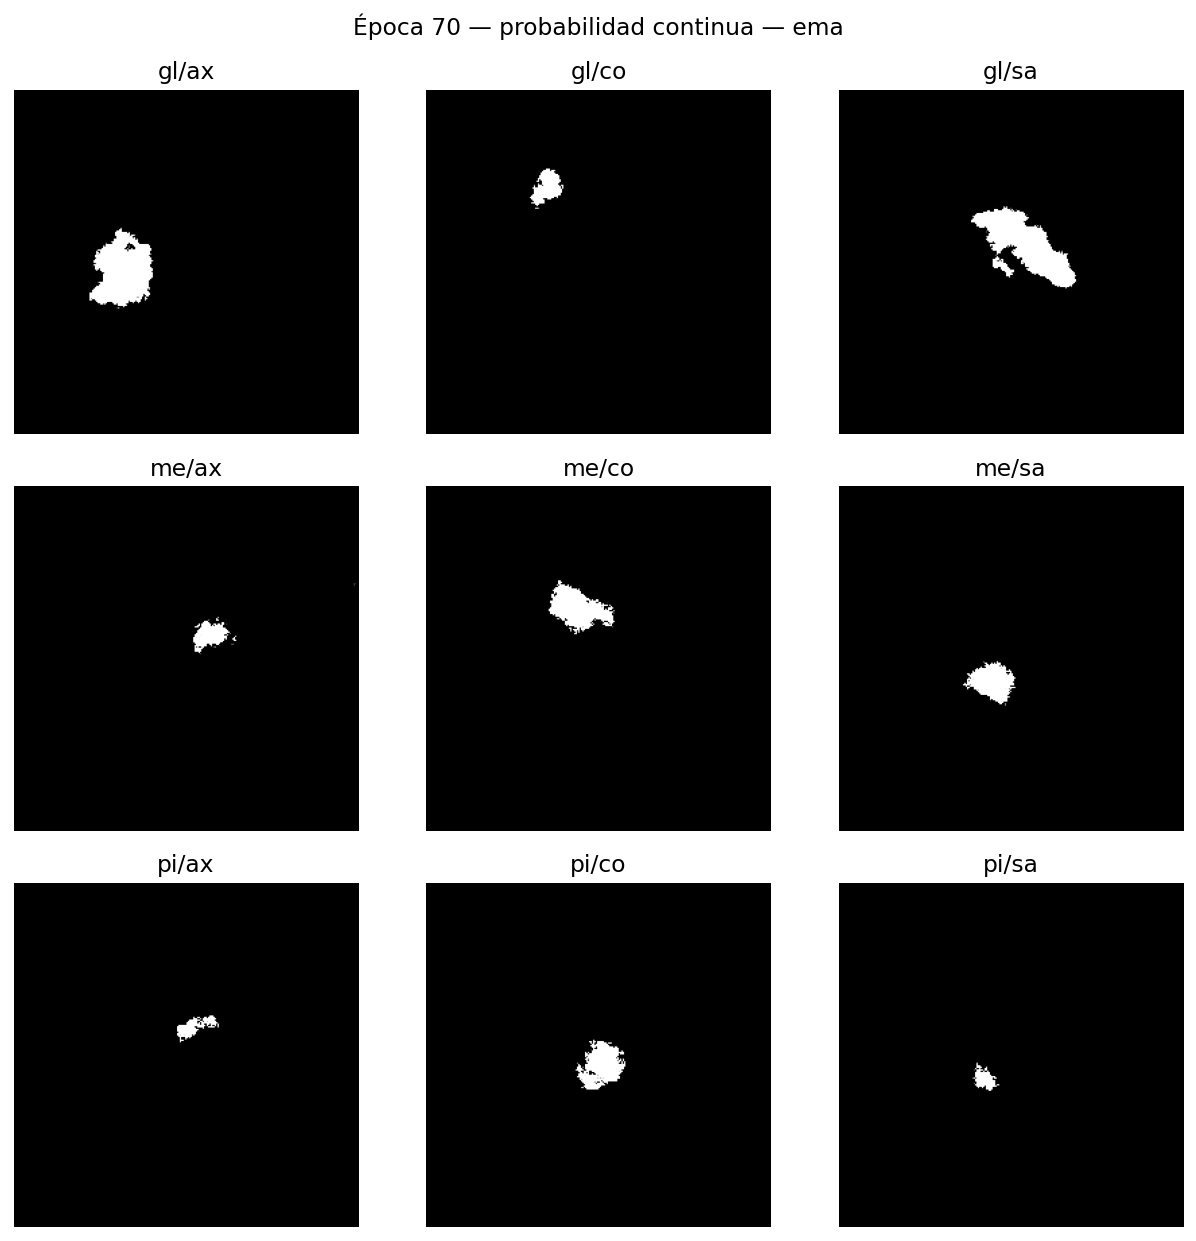 Época 70 — probabilidad continua — ema
gl/ax
gl/co
gl/sa
me/ax
me/co
me/sa
pi/ax
pi/co
pi/sa